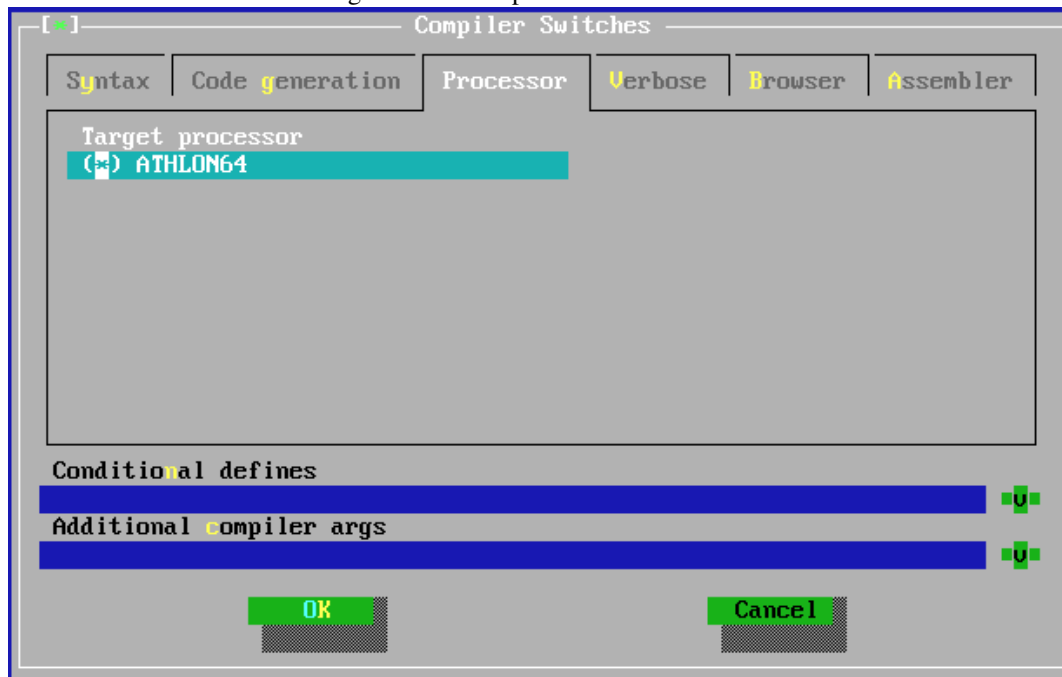 [*] Compiler Switches
Syntax Code generation Processor Verbose Browser Assembler
Target processor
(*) ATHLON64
Conditional defines
v
Additional compiler args
v
OK Cancel